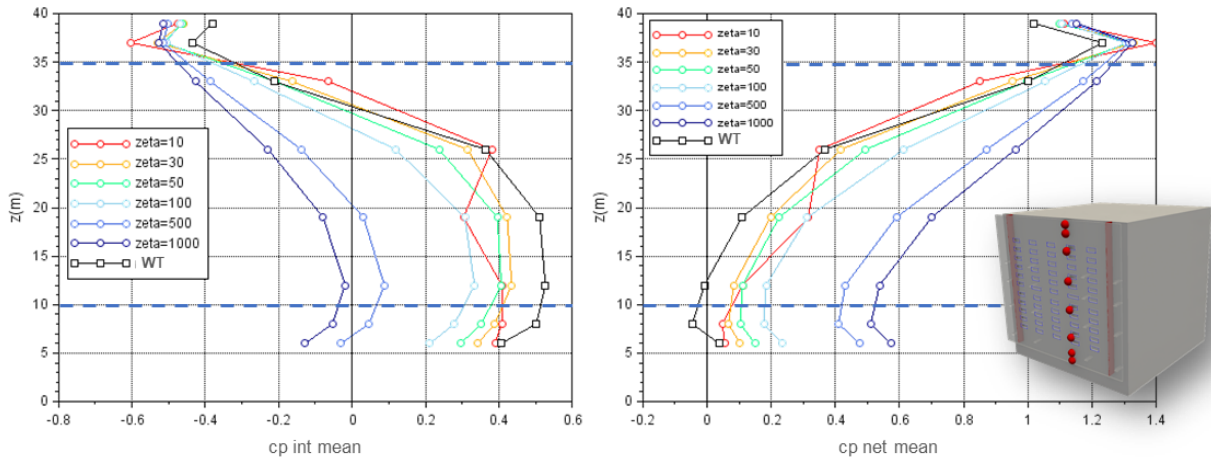 40
35
30
25
20
15
10
5
0
z(m)
zeta=10
zeta=30
zeta=50
zeta=100
zeta=500
zeta=1000
WT
-0.8
-0.6
-0.4
-0.2
0
0.2
0.4
0.6
cp int mean
40
35
30
25
20
15
10
5
0
z(m)
zeta=10
zeta=30
zeta=50
zeta=100
zeta=500
zeta=1000
WT
-0.2
0
0.2
0.4
0.6
0.8
1
1.2
1.4
cp net mean